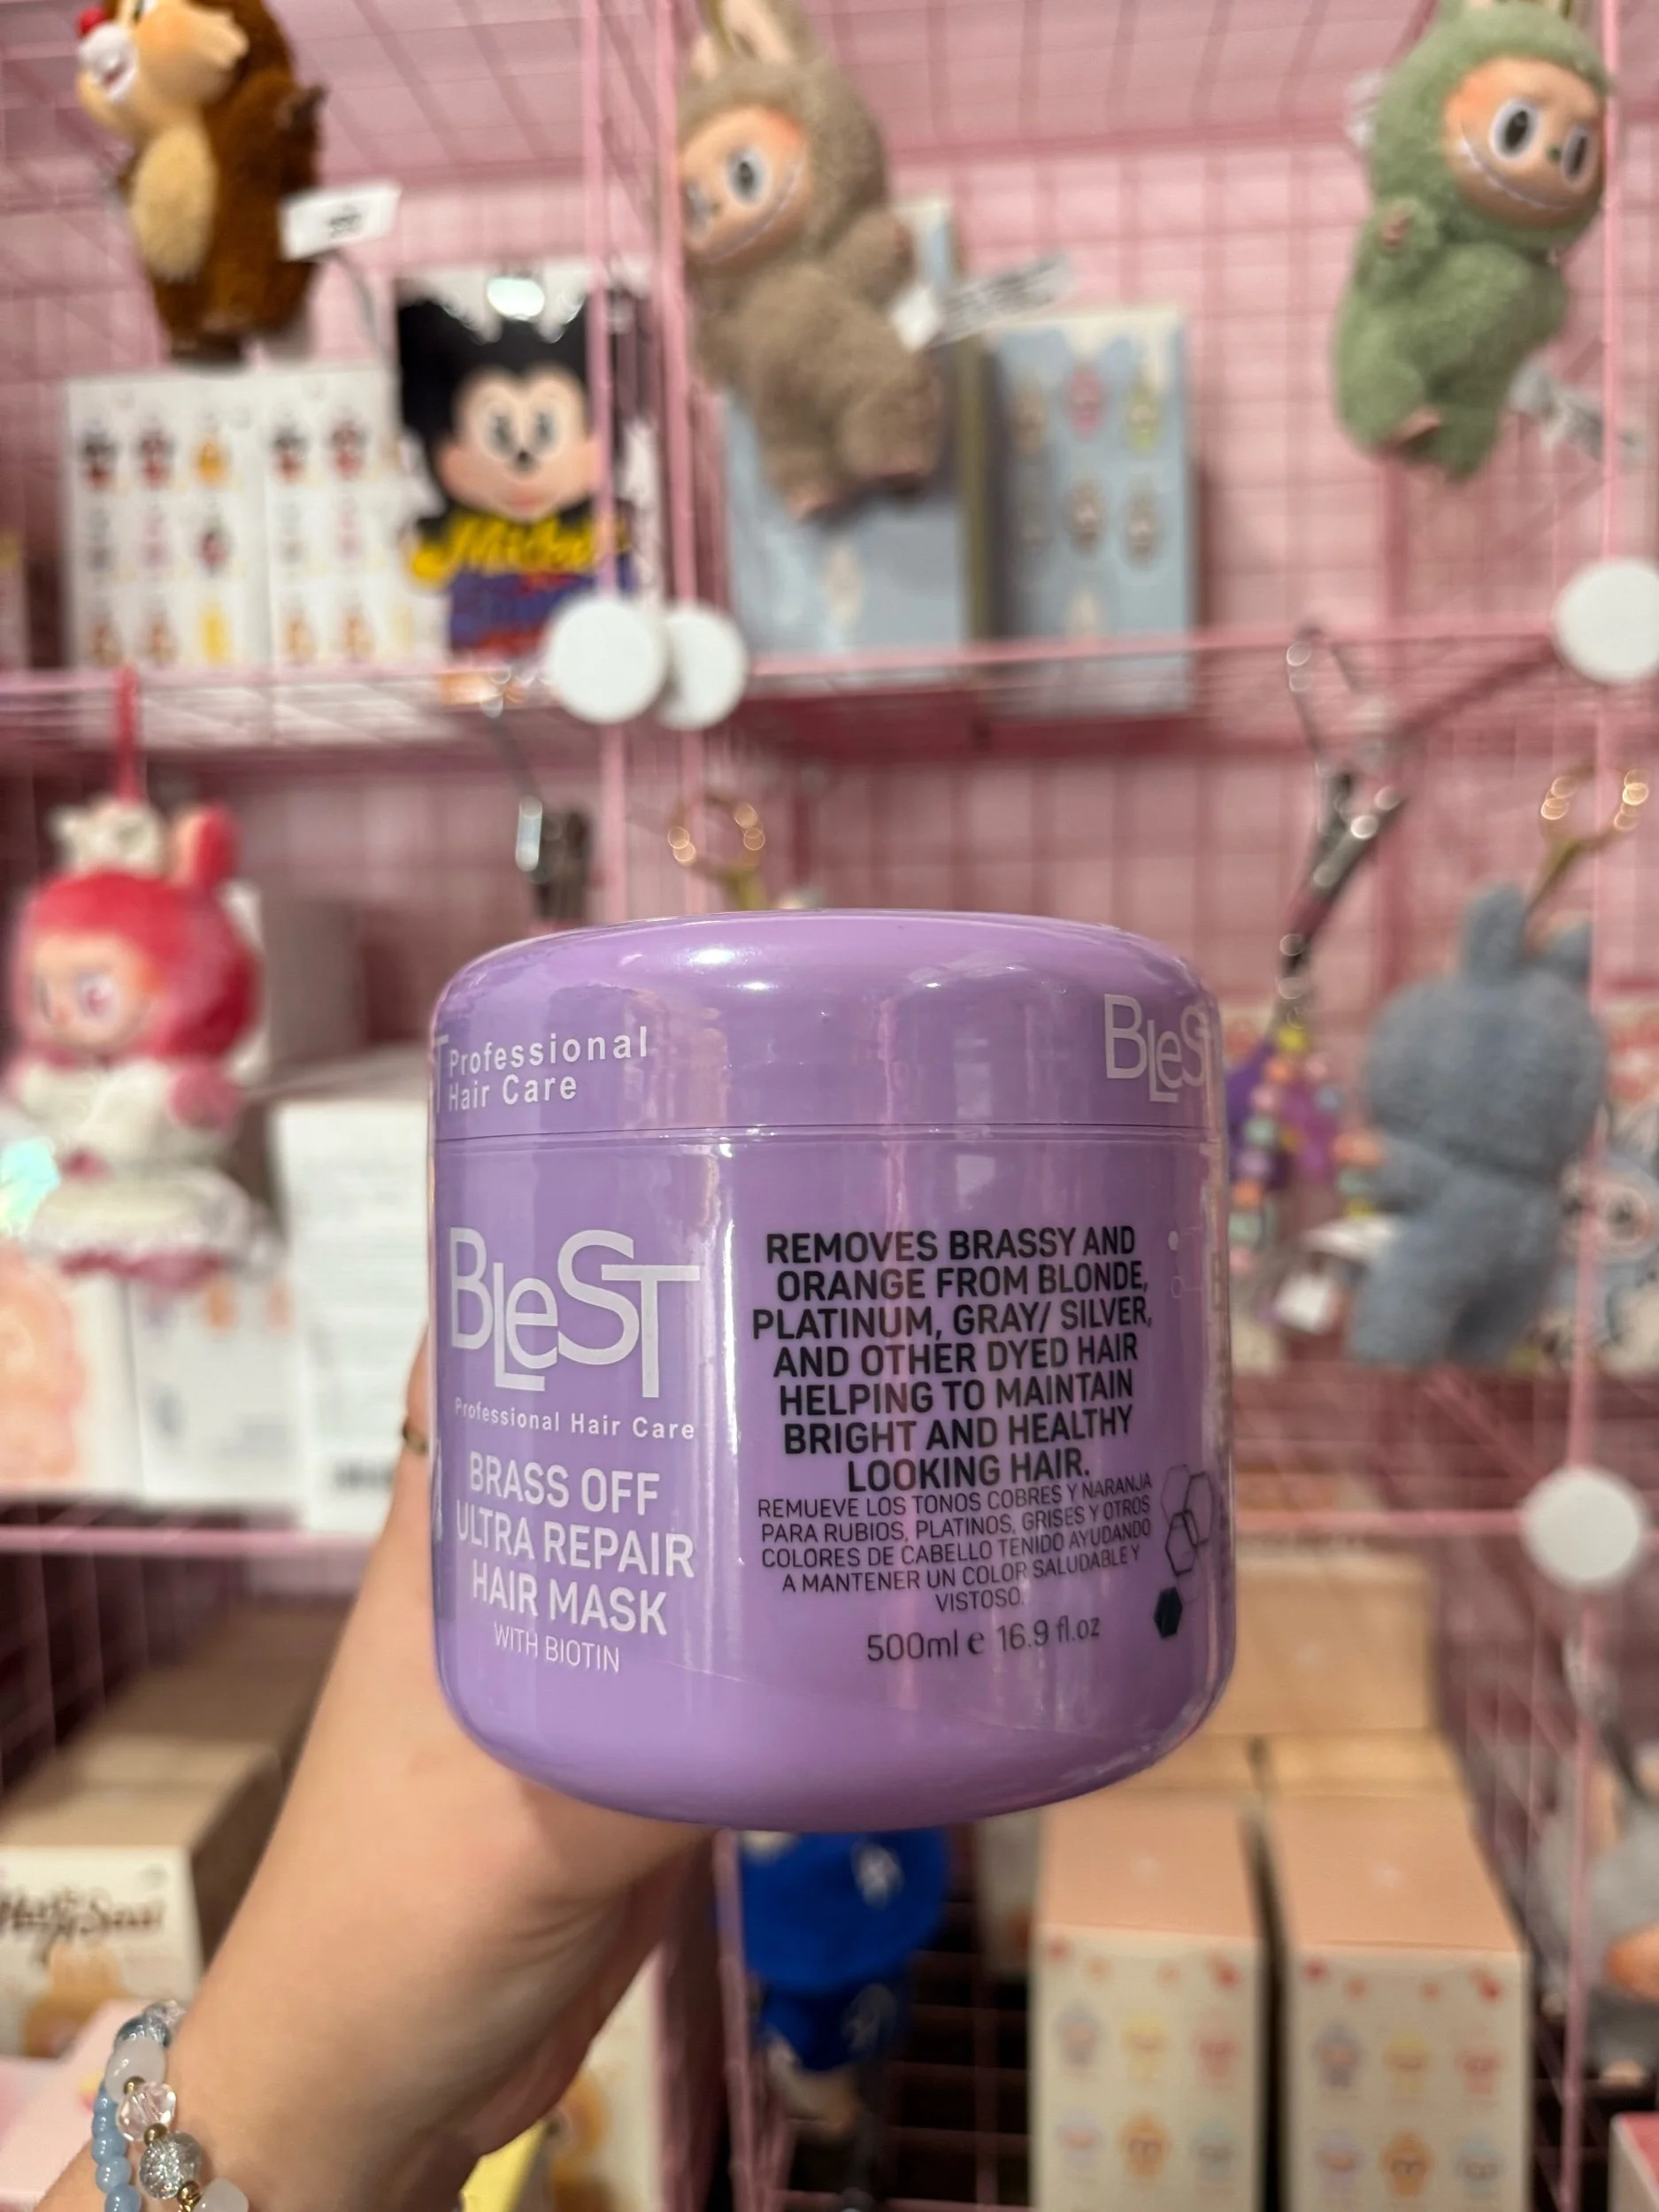 Professional
Hair Care
BLeST
BLeST
Professional Hair Care
BRASS OFF
ULTRA REPAIR
HAIR MASK
WITH BIOTIN
REMOVES BRASSY AND
ORANGE FROM BLONDE,
PLATINUM, GRAY/ SILVER,
AND OTHER DYED HAIR
HELPING TO MAINTAIN
BRIGHT AND HEALTHY
LOOKING HAIR.
REMUEVE LOS TONOS COBRES Y NARANJA
PARA RUBIOS, PLATINOS, GRISES Y OTROS
COLORES DE CABELLO TENIDO AYUDANDO
A MANTENER UN COLOR SALUDABLE Y
VISTOSO.
500ml e 16.9 fl.oz